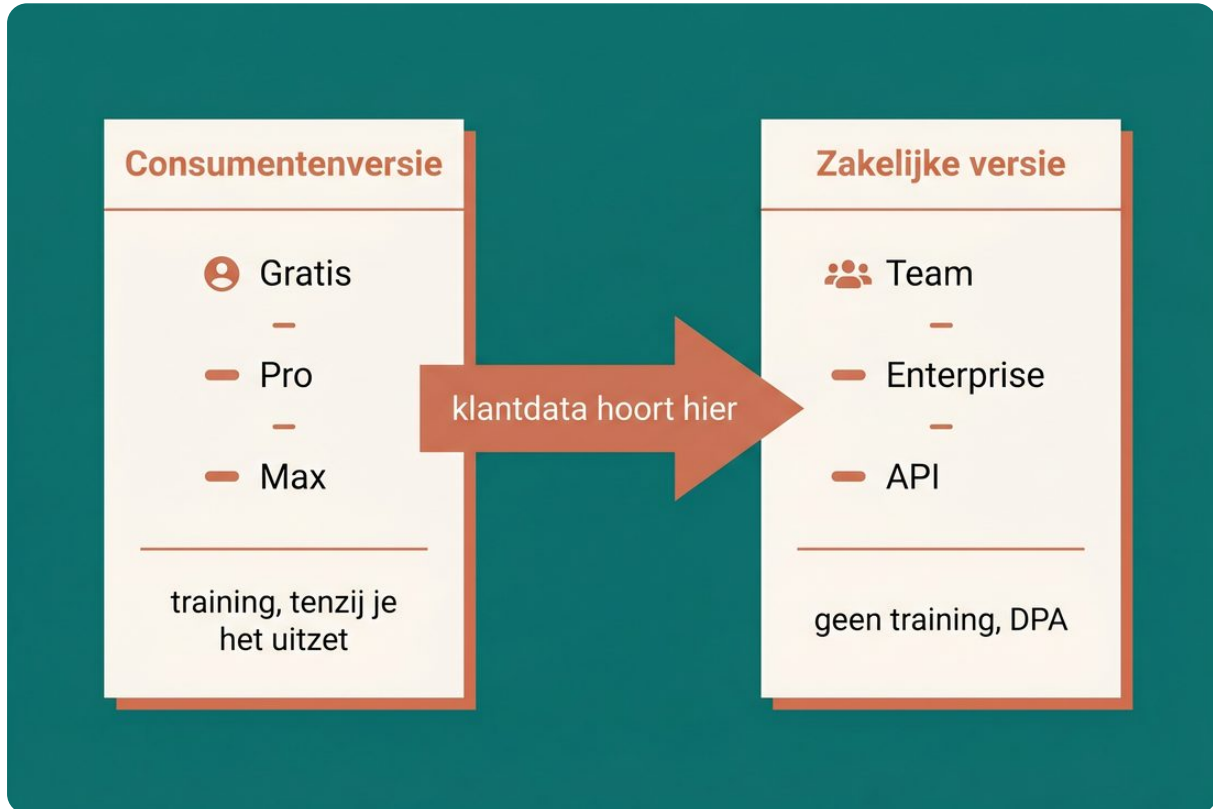 Consumentenversie
Gratis
Pro
Max
training, tenzij je
het uitzet
klantdata hoort hier
Zakelijke versie
Team
Enterprise
API
geen training, DPA